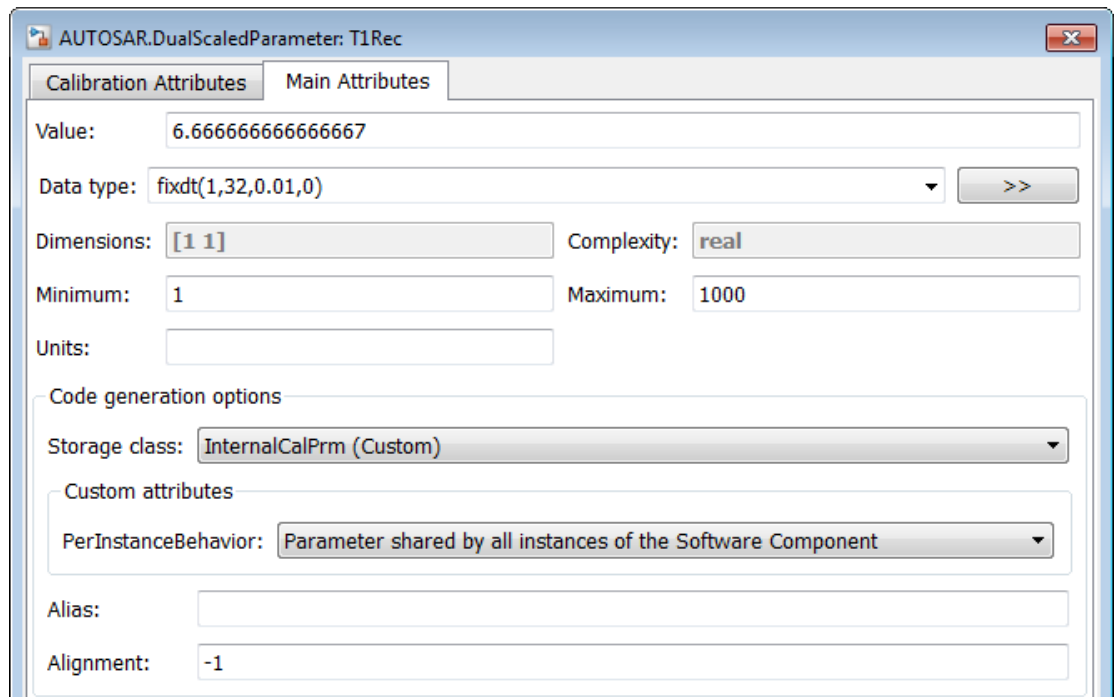 AUTOSAR.DualScaledParameter: T1Rec
Calibration Attributes Main Attributes
Value: 6.666666666666667
Data type: fixdt(1,32,0.01,0) >>
Dimensions: [1 1] Complexity: real
Minimum: 1 Maximum: 1000
Units:
Code generation options
Storage class: InternalCalPrm (Custom)
Custom attributes
PerInstanceBehavior: Parameter shared by all instances of the Software Component
Alias:
Alignment: -1